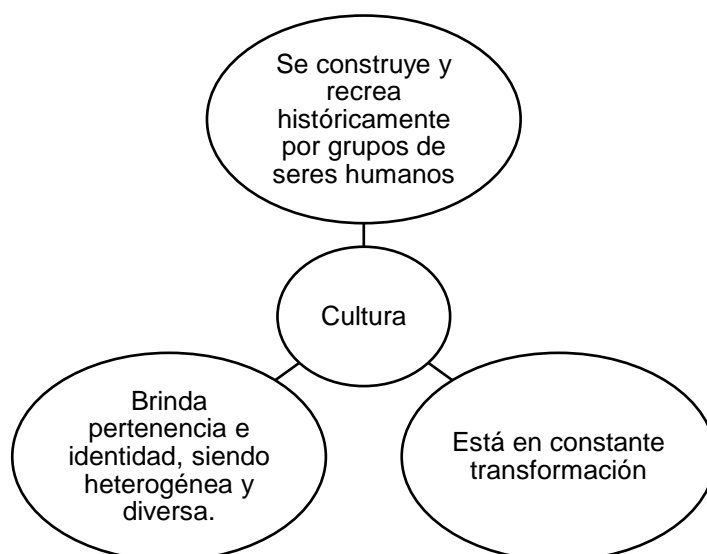 Se construye y
recrea
históricamente
por grupos de
seres humanos
Cultura
Brinda
pertenencia e
identidad, siendo
heterogénea y
diversa.
Está en constante
transformación